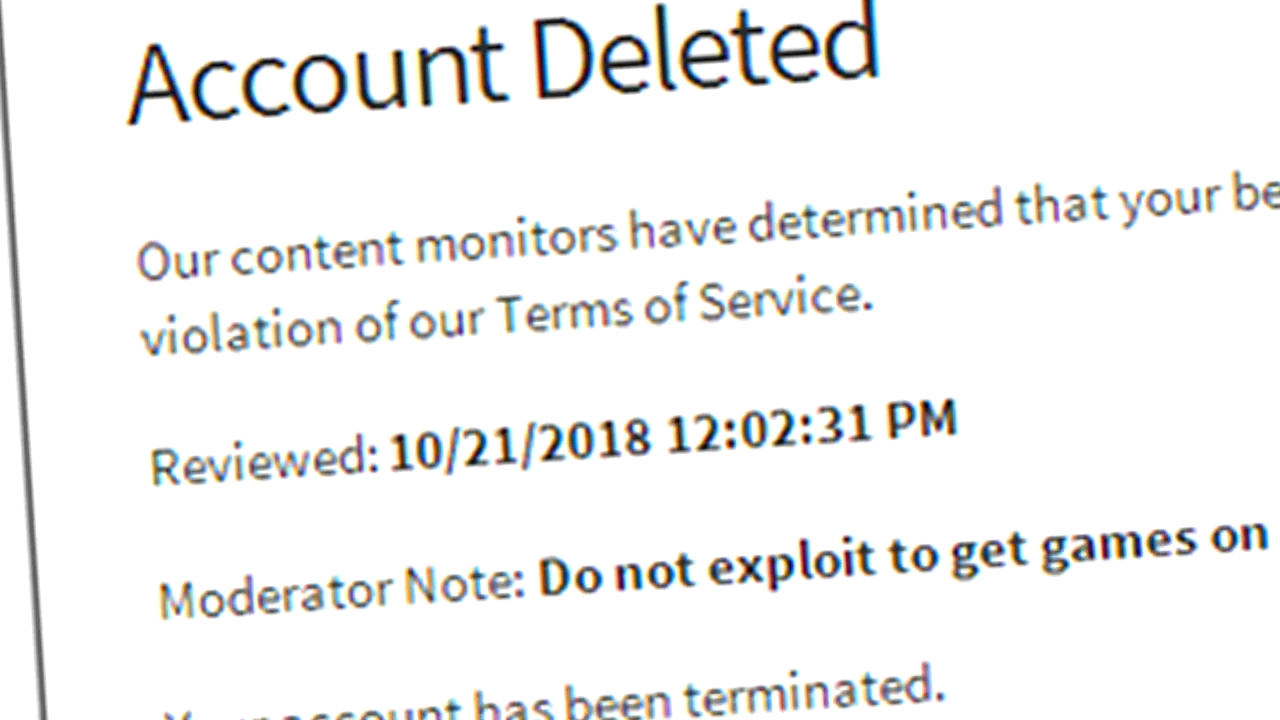 Account Deleted
Our content monitors have determined that your be
violation of our Terms of Service.
Reviewed: 10/21/2018 12:02:31 PM
Moderator Note: Do not exploit to get games on
Your account has been terminated.